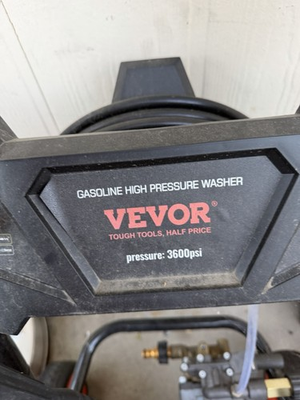 GASOLINE HIGH PRESSURE WASHER
VEVOR®
TOUGH TOOLS, HALF PRICE
pressure: 3600psi